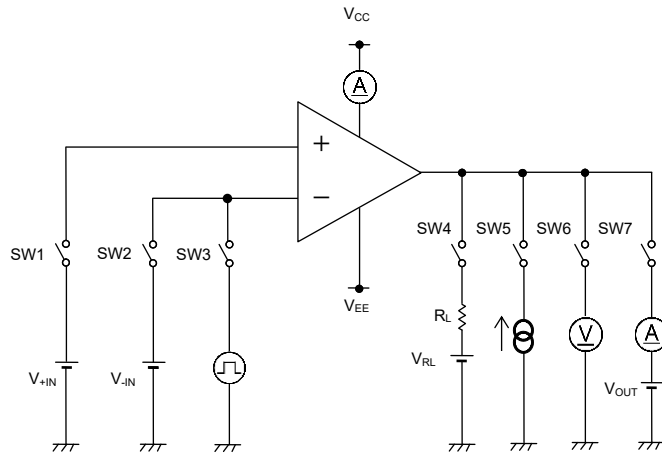 VCC
A
+
−
SW1
SW2
SW3
SW4
SW5
SW6
SW7
VEE
RL
V
A
VRL
V+IN
V-IN
VOUT